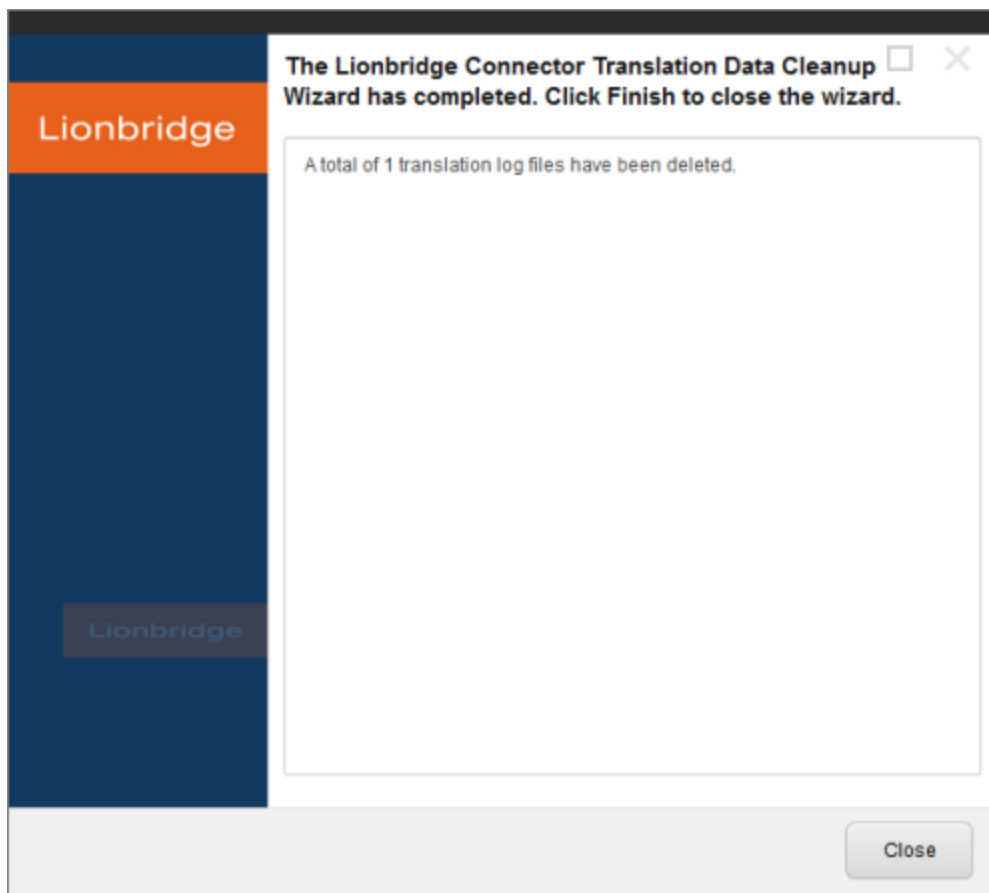 The Lionbridge Connector Translation Data Cleanup
Wizard has completed. Click Finish to close the wizard.
Lionbridge
A total of 1 translation log files have been deleted.
Lionbridge
Close